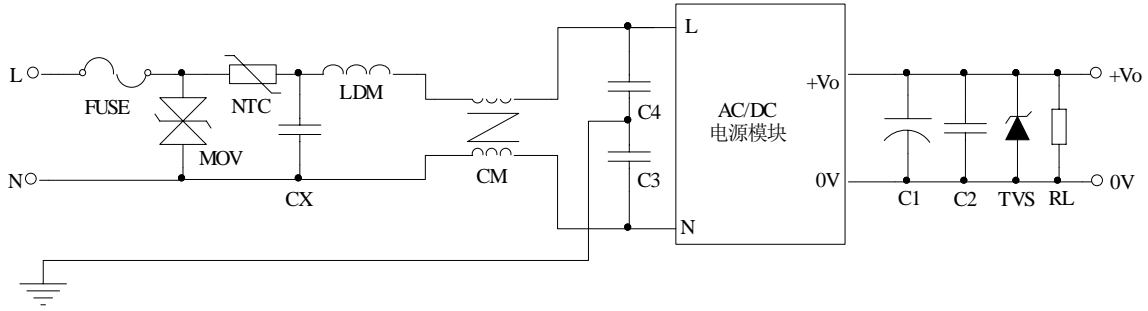 L
FUSE
MOV
NTC
CX
LDM
CM
C4
C3
N
L
N
AC/DC
电源模块
+Vo
0V
C1
C2
TVS
RL
+Vo
0V